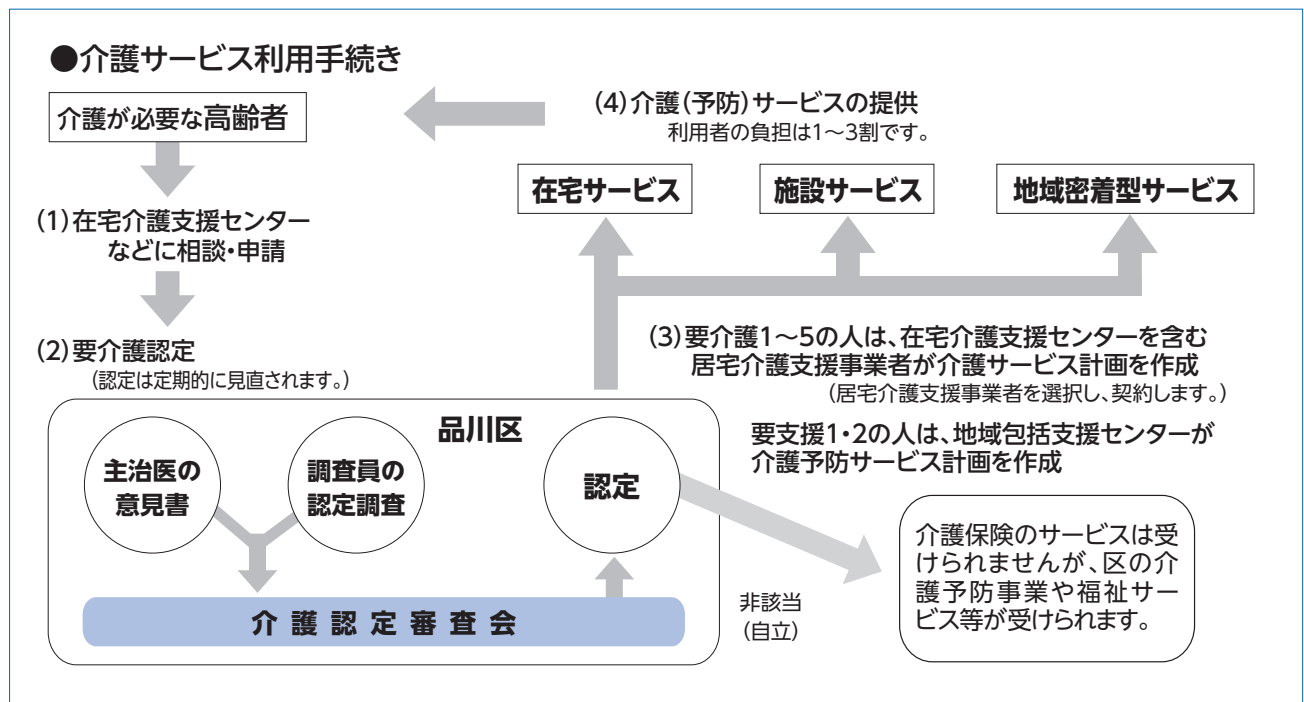 ●介護サービス利用手続き
介護が必要な高齢者
(1)在宅介護支援センター
などに相談・申請
(2)要介護認定
(認定は定期的に見直されます。)
品川区
主治医の
意見書
調査員の
認定調査
認定
介護認定審査会
(3)要介護1～5の人は、在宅介護支援センターを含む
居宅介護支援事業者が介護サービス計画を作成
(居宅介護支援事業者を選択し、契約します。)
要支援1・2の人は、地域包括支援センターが
介護予防サービス計画を作成
非該当
(自立)
介護保険のサービスは受
けられませんが、区の介
護予防事業や福祉サー
ビス等が受けられます。
在宅サービス
施設サービス
地域密着型サービス
(4)介護(予防)サービスの提供
利用者の負担は1～3割です。